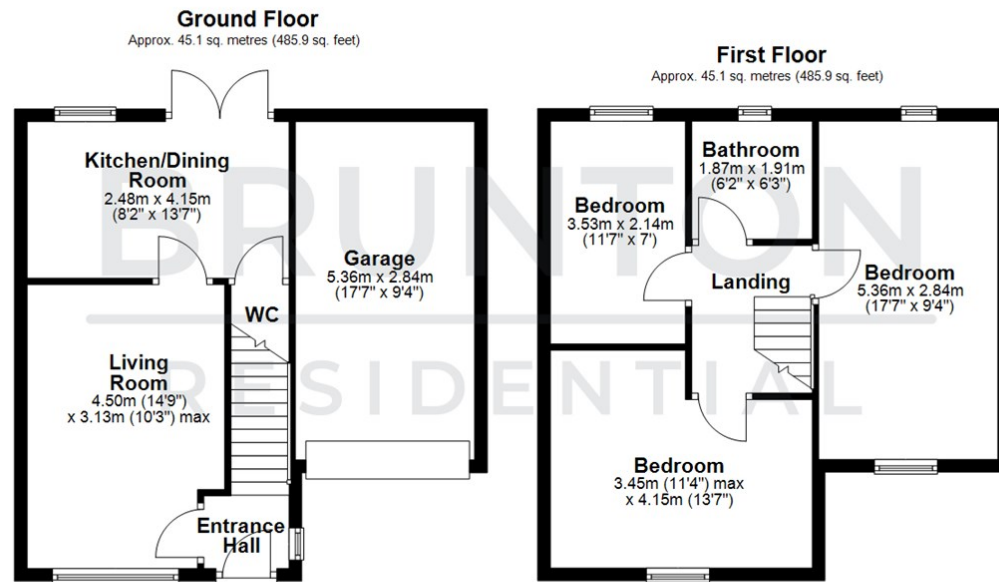 Ground Floor
Approx. 45.1 sq. metres (485.9 sq. feet)
Kitchen/Dining
Room
2.48m x 4.15m
(8'2" x 13'7")
Garage
5.36m x 2.84m
(17'7" x 9'4")
WC
Living
Room
4.50m (14'9")
x 3.13m (10'3") max
Entrance
Hall
First Floor
Approx. 45.1 sq. metres (485.9 sq. feet)
Bathroom
1.87m x 1.91m
(6'2" x 6'3")
Bedroom
3.53m x 2.14m
(11'7" x 7')
Landing
Bedroom
5.36m x 2.84m
(17'7" x 9'4")
Bedroom
3.45m (11'4") max
x 4.15m (13'7")
BRUNTON
RESIDENTIAL